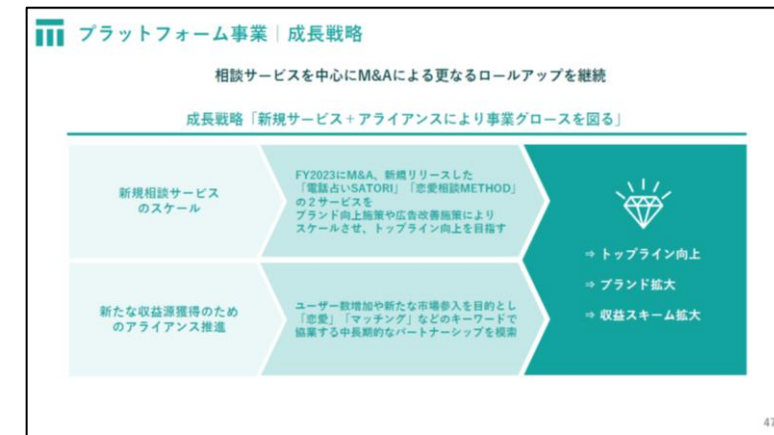 プラットフォーム事業｜成長戦略
相談サービスを中心にM&Aによる更なるロールアップを継続
成長戦略「新規サービス+アライアンスにより事業グロースを図る」
新規相談サービス
のスケール
FY2023にM&A、新規リリースした
「電話占いSATORI」「恋愛相談METHOD」
の2サービスを
ブランド向上施策や広告改善施策により
スケールさせ、トップライン向上を目指す
新たな収益源獲得のため
のアライアンス推進
ユーザー数増加や新たな市場参入を目的とし
「恋愛」「マッチング」などのキーワードで
協業する中長期的なパートナーシップを模索
⇒ トップライン向上
⇒ ブランド拡大
⇒ 収益スキーム拡大
47